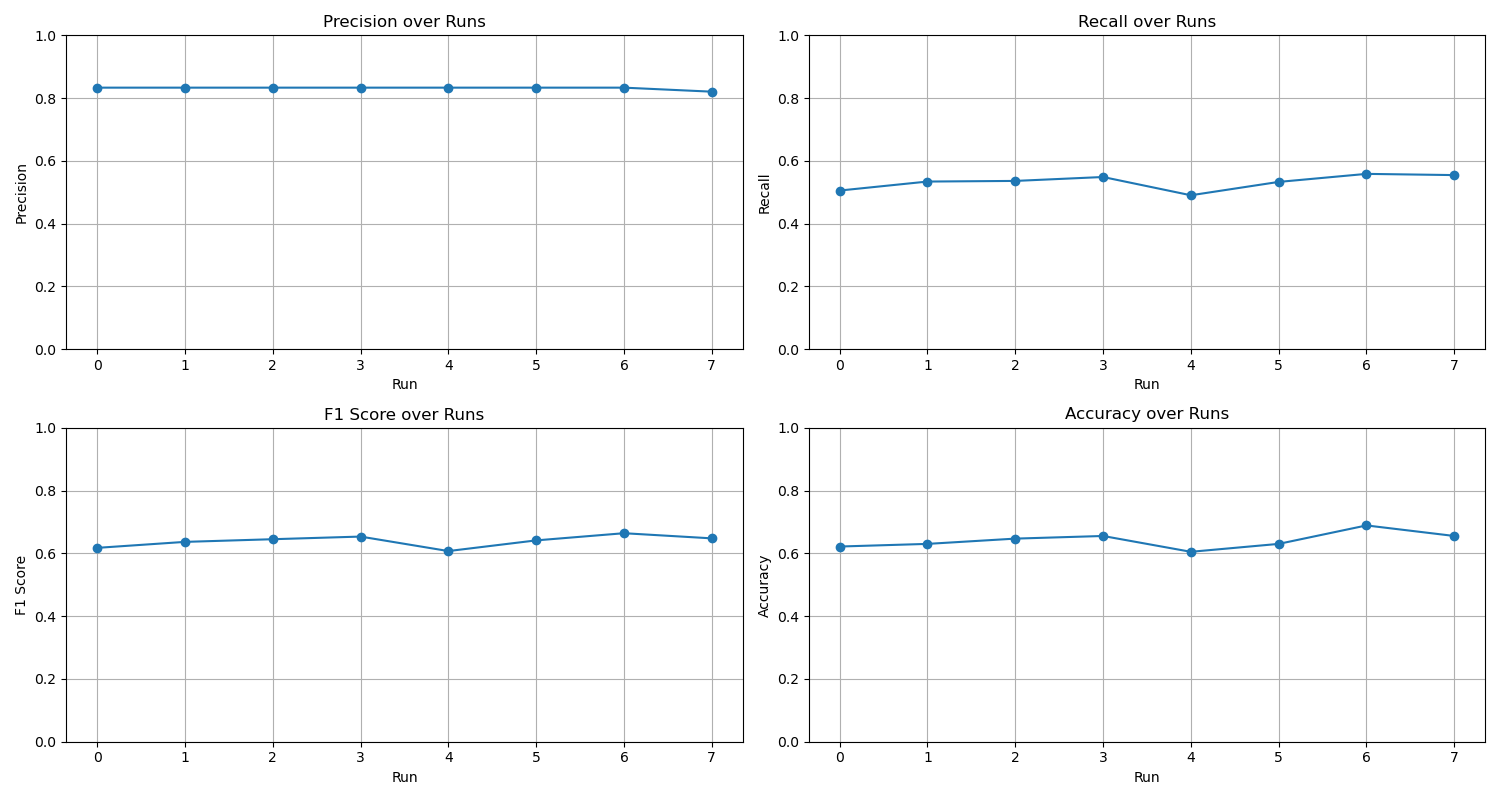 Precision over Runs
1.0
0.8
0.6
0.4
0.2
0.0
Precision
0 1 2 3 4 5 6 7
Run
Recall over Runs
1.0
0.8
0.6
0.4
0.2
0.0
Recall
0 1 2 3 4 5 6 7
Run
F1 Score over Runs
1.0
0.8
0.6
0.4
0.2
0.0
F1 Score
0 1 2 3 4 5 6 7
Run
Accuracy over Runs
1.0
0.8
0.6
0.4
0.2
0.0
Accuracy
0 1 2 3 4 5 6 7
Run